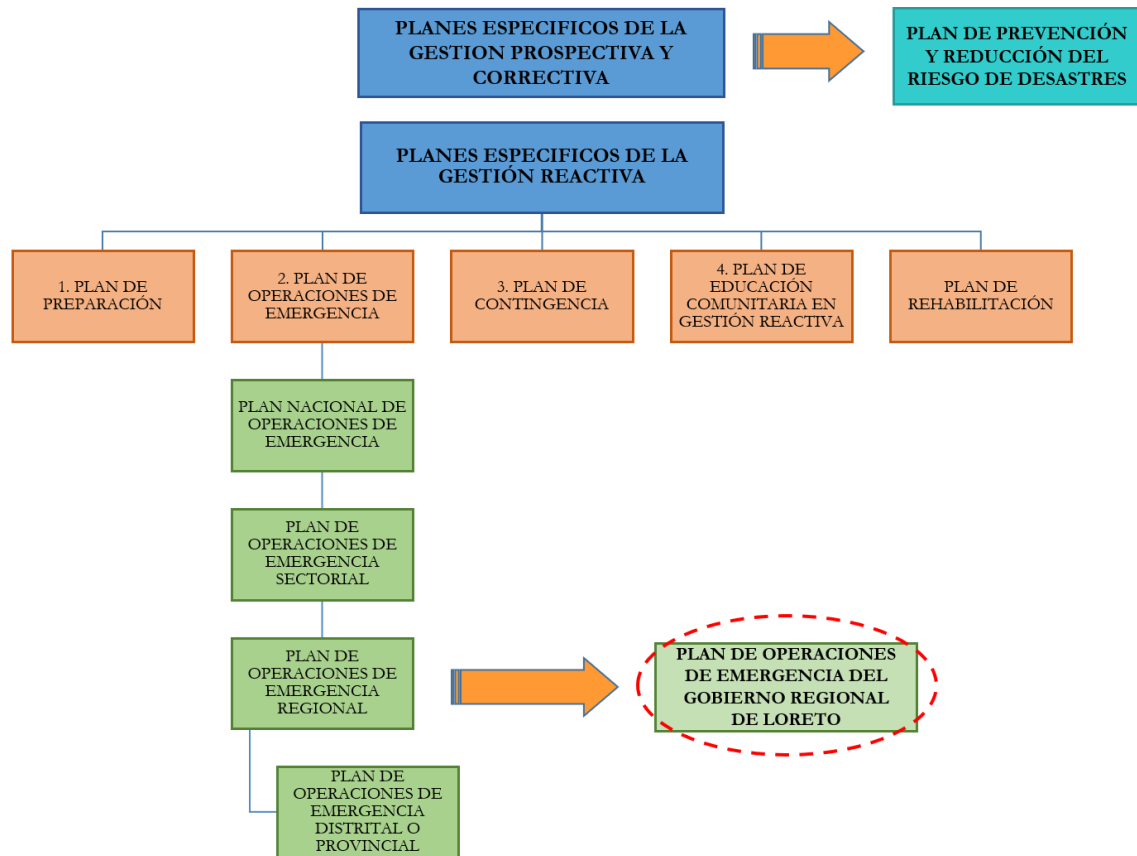 PLANES ESPECIFICOS DE LA
GESTION PROSPECTIVA Y
CORRECTIVA
PLAN DE PREVENCIÓN
Y REDUCCIÓN DEL
RIESGO DE DESASTRES
PLANES ESPECIFICOS DE LA
GESTIÓN REACTIVA
1. PLAN DE
PREPARACIÓN
2. PLAN DE
OPERACIONES DE
EMERGENCIA
3. PLAN DE
CONTINGENCIA
4. PLAN DE
EDUCACIÓN
COMUNITARIA EN
GESTIÓN REACTIVA
PLAN DE
REHABILITACIÓN
PLAN NACIONAL DE
OPERACIONES DE
EMERGENCIA
PLAN DE
OPERACIONES DE
EMERGENCIA
SECTORIAL
PLAN DE
OPERACIONES DE
EMERGENCIA
REGIONAL
PLAN DE OPERACIONES
DE EMERGENCIA DEL
GOBIERNO REGIONAL
DE LORETO
PLAN DE
OPERACIONES DE
EMERGENCIA
DISTRITAL O
PROVINCIAL